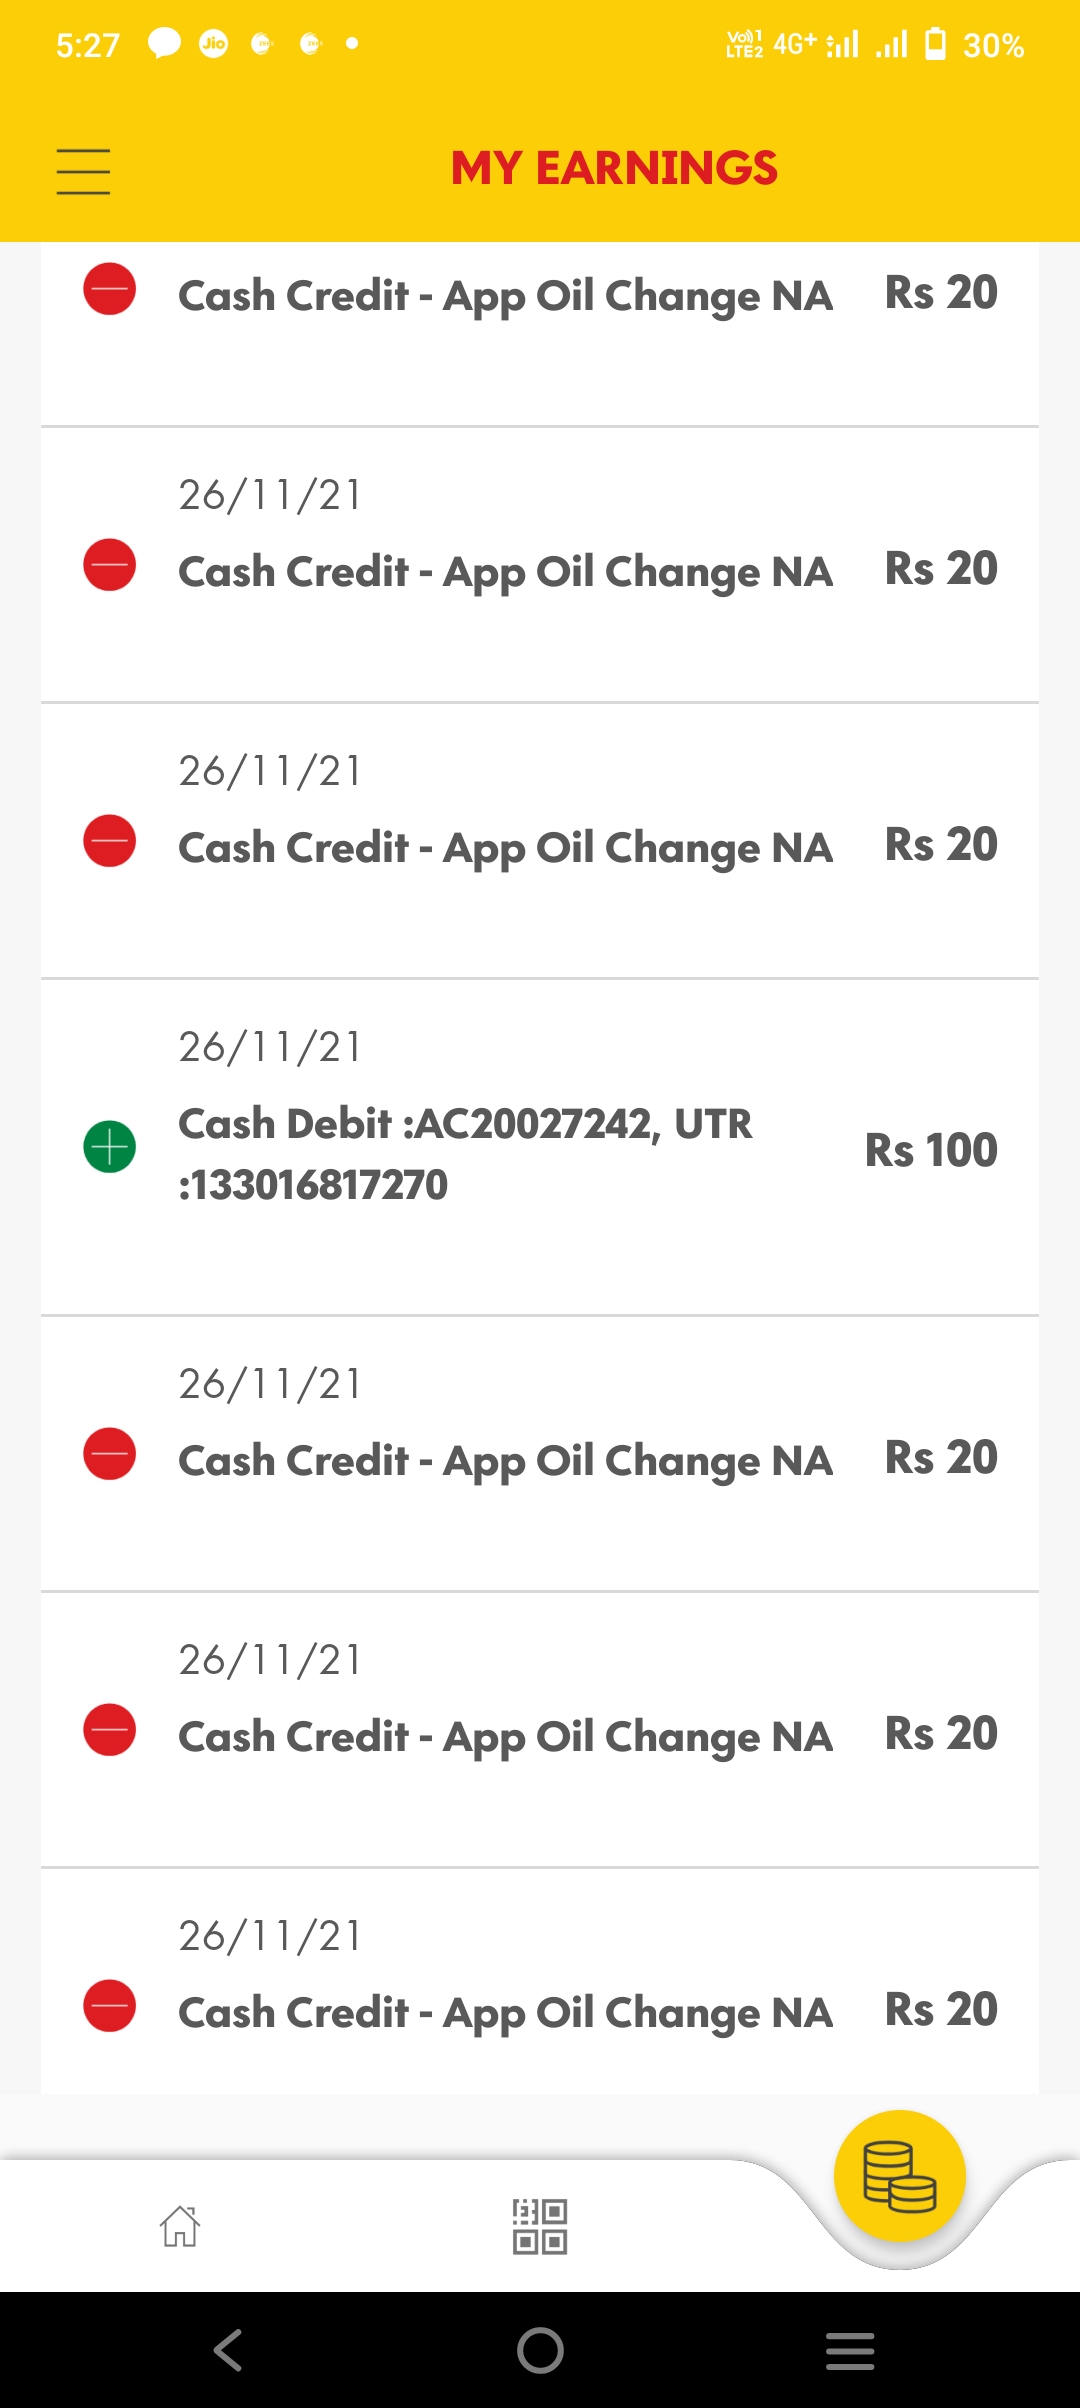 5:27
Jio
Vo)) 1
LTE2
4G+
30%
MY EARNINGS
Cash Credit - App Oil Change NA Rs 20
26/11/21
Cash Credit - App Oil Change NA Rs 20
26/11/21
Cash Credit - App Oil Change NA Rs 20
26/11/21
Cash Debit :AC20027242, UTR
:133016817270
Rs 100
26/11/21
Cash Credit - App Oil Change NA Rs 20
26/11/21
Cash Credit - App Oil Change NA Rs 20
26/11/21
Cash Credit - App Oil Change NA Rs 20